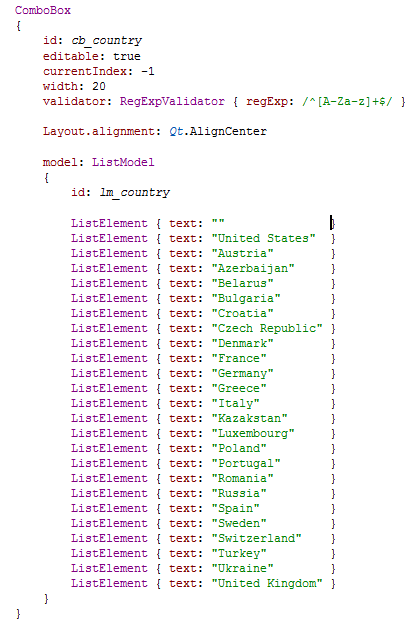 ComboBox
{
    id: cb_country
    editable: true
    currentIndex: -1
    width: 20
    validator: RegExpValidator { regExp: /^[A-Za-z]+$/ }

    Layout.alignment: Qt.AlignCenter

    model: ListModel
    {
        id: lm_country

        ListElement { text: ""               }
        ListElement { text: "United States"  }
        ListElement { text: "Austria"        }
        ListElement { text: "Azerbaijan"     }
        ListElement { text: "Belarus"        }
        ListElement { text: "Bulgaria"       }
        ListElement { text: "Croatia"        }
        ListElement { text: "Czech Republic" }
        ListElement { text: "Denmark"        }
        ListElement { text: "France"         }
        ListElement { text: "Germany"        }
        ListElement { text: "Greece"         }
        ListElement { text: "Italy"          }
        ListElement { text: "Kazakstan"      }
        ListElement { text: "Luxembourg"     }
        ListElement { text: "Poland"         }
        ListElement { text: "Portugal"       }
        ListElement { text: "Romania"        }
        ListElement { text: "Russia"         }
        ListElement { text: "Spain"          }
        ListElement { text: "Sweden"         }
        ListElement { text: "Switzerland"    }
        ListElement { text: "Turkey"         }
        ListElement { text: "Ukraine"        }
        ListElement { text: "United Kingdom" }
    }
}